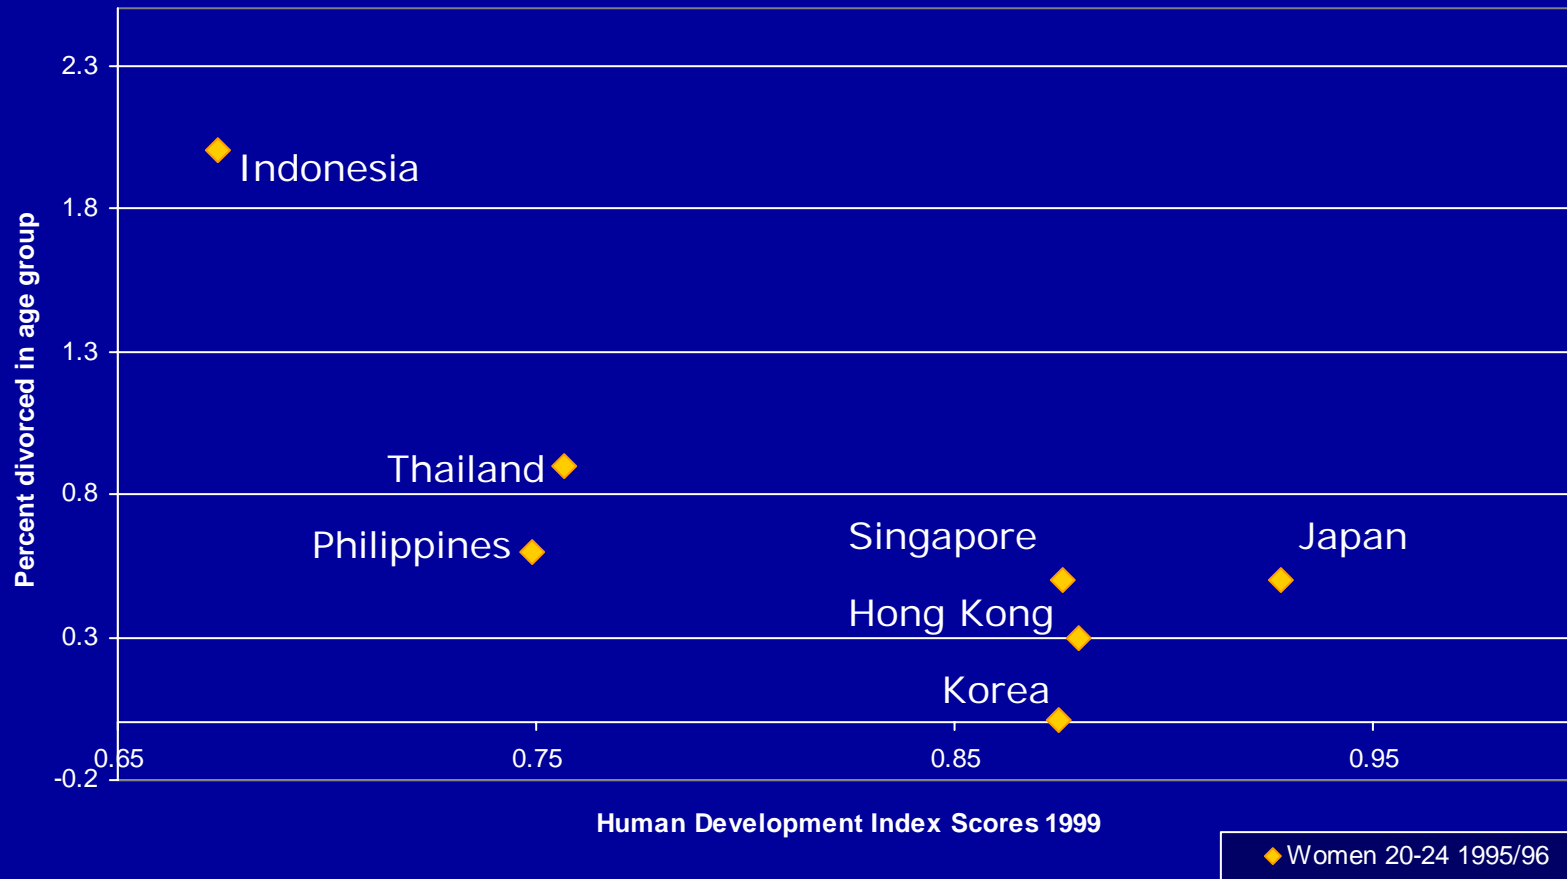 2.3
Indonesia
1.8
Percent divorced in age group
1.3
Thailand
0.8
Philippines
Singapore
Japan
Hong Kong
0.3
Korea
0.65
0.75
0.85
0.95
-0.2
Human Development Index Scores 1999
Women 20-24 1995/96